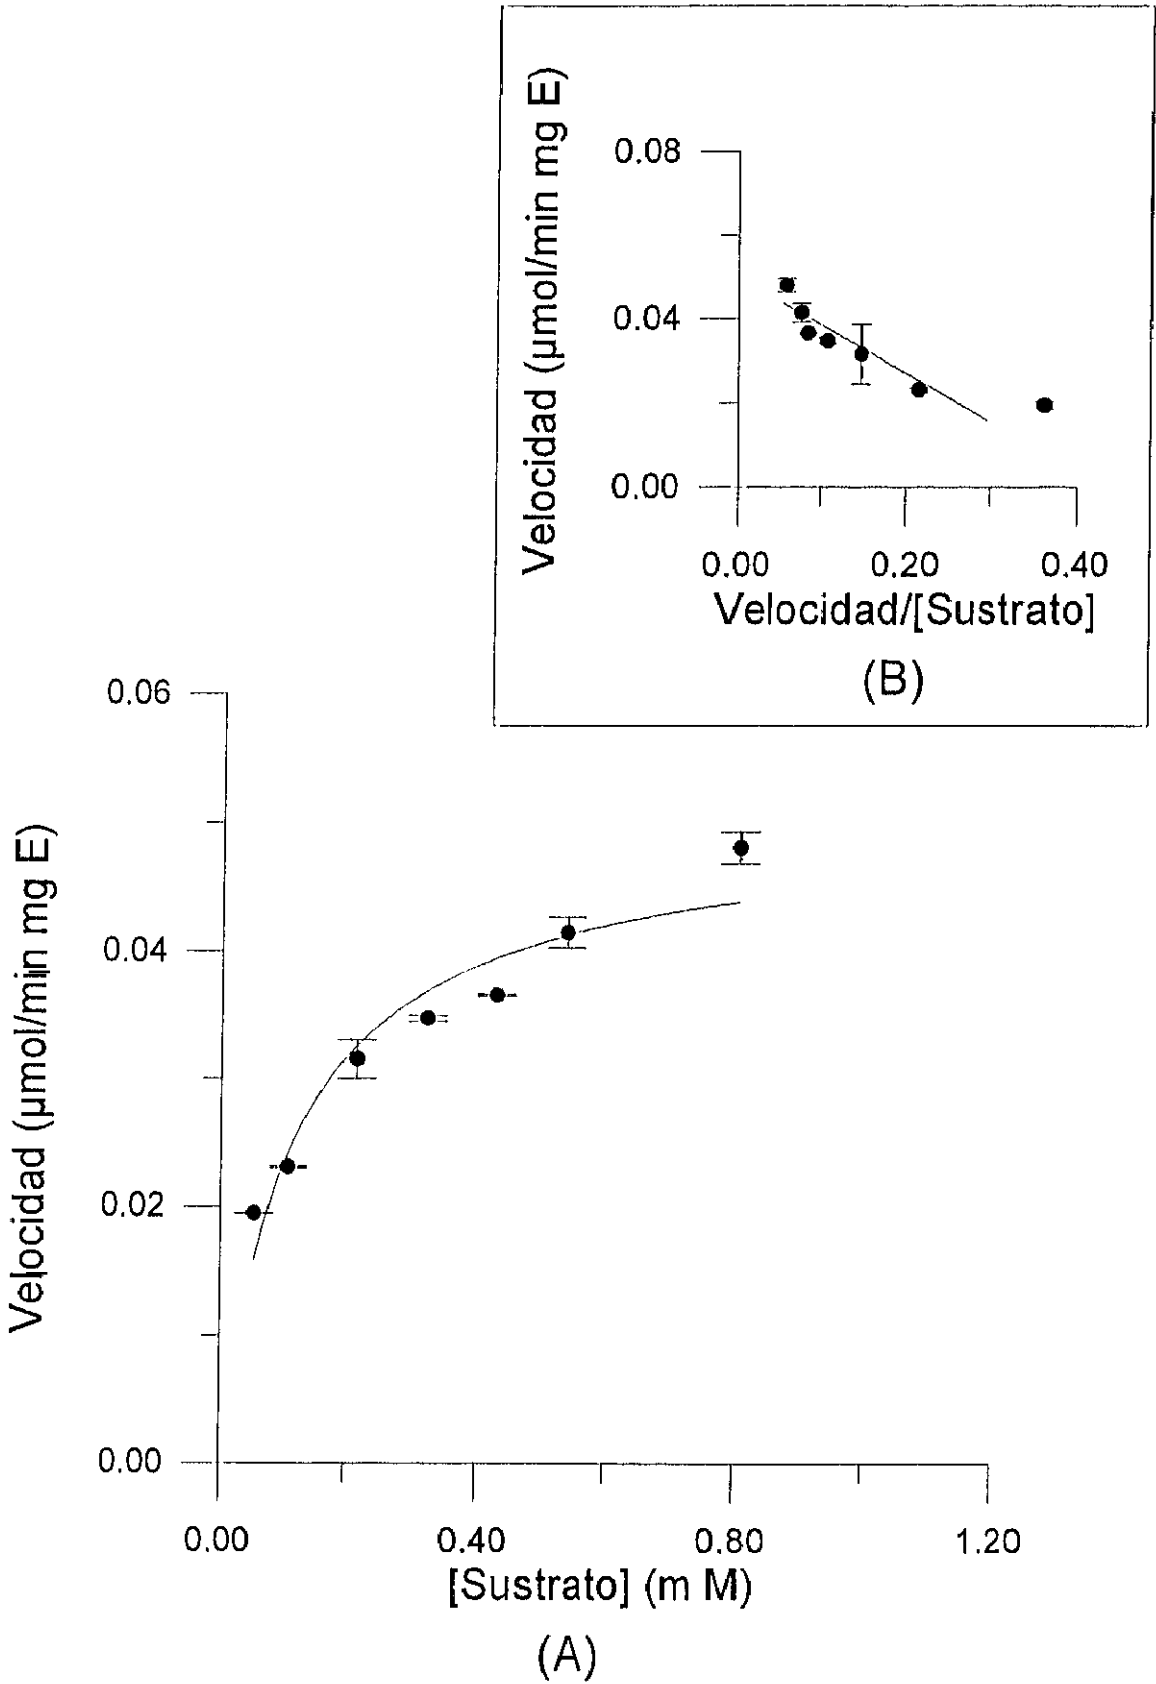 Velocidad (µmol/min mg E)
0.08
0.04
0.00
0.00 0.20 0.40
Velocidad/[Sustrato]
(B)
Velocidad (µmol/min mg E)
0.06
0.04
0.02
0.00
0.00 0.40 0.80 1.20
[Sustrato] (m M)
(A)